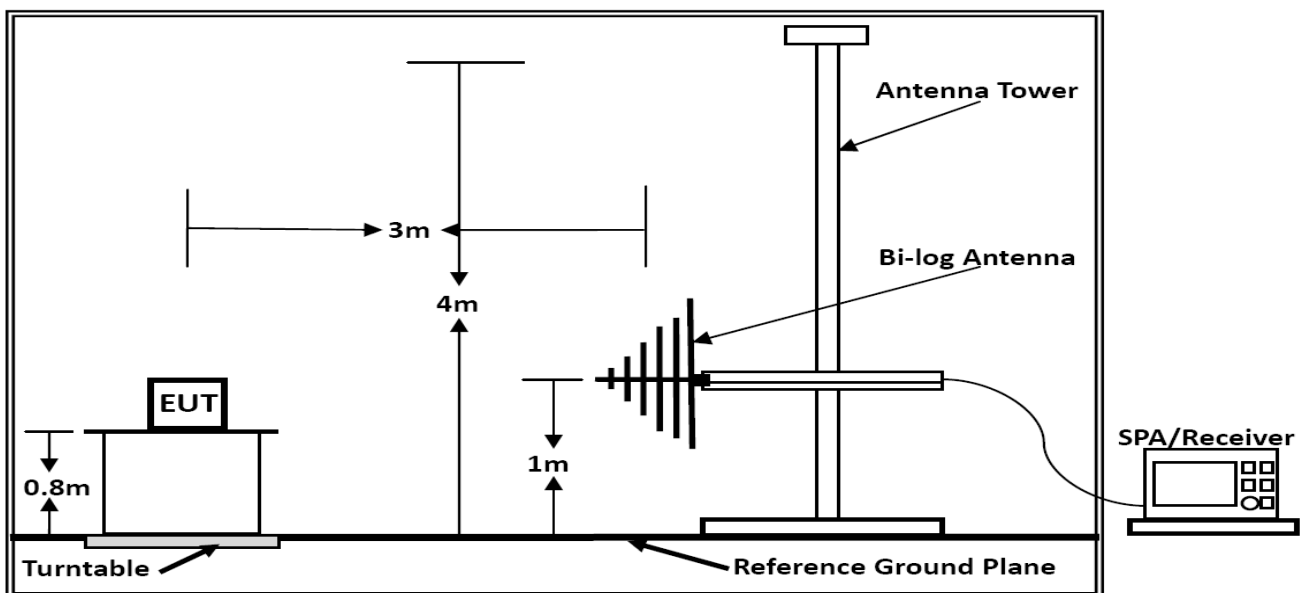 Antenna Tower
3m
Bi-log Antenna
4m
EUT
SPA/Receiver
1m
0.8m
Turntable
Reference Ground Plane